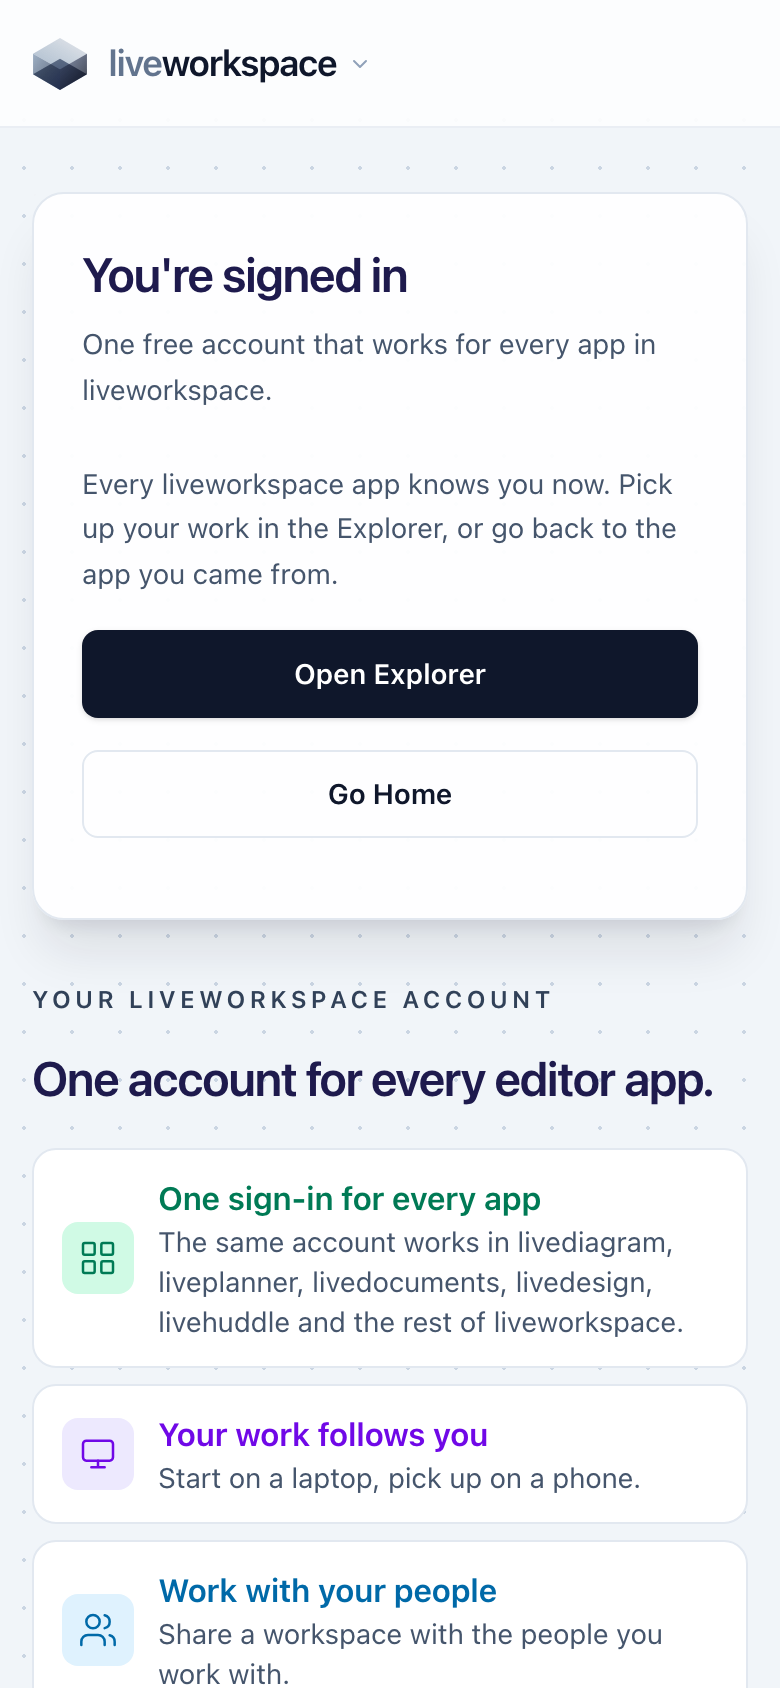 liveworkspace
You're signed in
One free account that works for every app in
liveworkspace.
Every liveworkspace app knows you now. Pick
up your work in the Explorer, or go back to the
app you came from.
Open Explorer
Go Home
YOUR LIVEWORKSPACE ACCOUNT
One account for every editor app.
One sign-in for every app
The same account works in livediagram,
liveplanner, livedocuments, livedesign,
livehuddle and the rest of liveworkspace.
Your work follows you
Start on a laptop, pick up on a phone.
Work with your people
Share a workspace with the people you
work with.